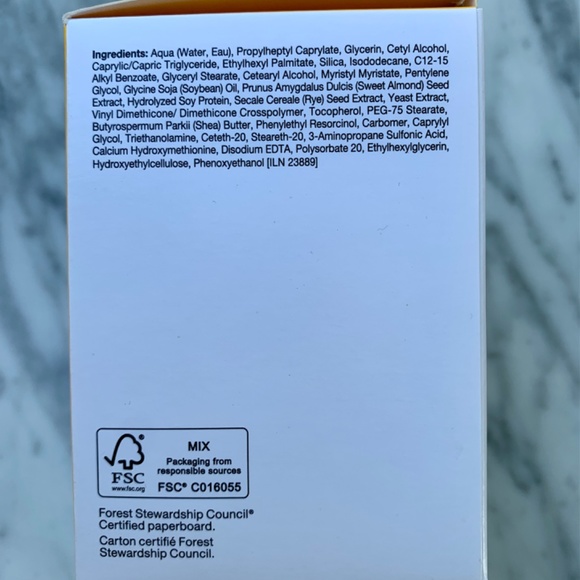 Ingredients: Aqua (Water, Eau), Propylheptyl Caprylate, Glycerin, Cetyl Alcohol,
Caprylic/Capric Triglyceride, Ethylhexyl Palmitate, Silica, Isododecane, C12-15
Alkyl Benzoate, Glyceryl Stearate, Cetearyl Alcohol, Myristyl Myristate, Pentylene
Glycol, Glycine Soja (Soybean) Oil, Prunus Amygdalus Dulcis (Sweet Almond) Seed
Extract, Hydrolyzed Soy Protein, Secale Cereale (Rye) Seed Extract, Yeast Extract,
Vinyl Dimethicone/ Dimethicone Crosspolymer, Tocopherol, PEG-75 Stearate,
Butyrospermum Parkii (Shea) Butter, Phenylethyl Resorcinol, Carbomer, Caprylyl
Glycol, Triethanolamine, Ceteth-20, Steareth-20, 3-Aminopropane Sulfonic Acid,
Calcium Hydroxymethionine, Disodium EDTA, Polysorbate 20, Ethylhexylglycerin,
Hydroxyethylcellulose, Phenoxyethanol [ILN 23889]
FSC
www.fsc.org
MIX
Packaging from
responsible sources
FSC® C016055
Forest Stewardship Council®
Certified paperboard.
Carton certifié Forest
Stewardship Council.